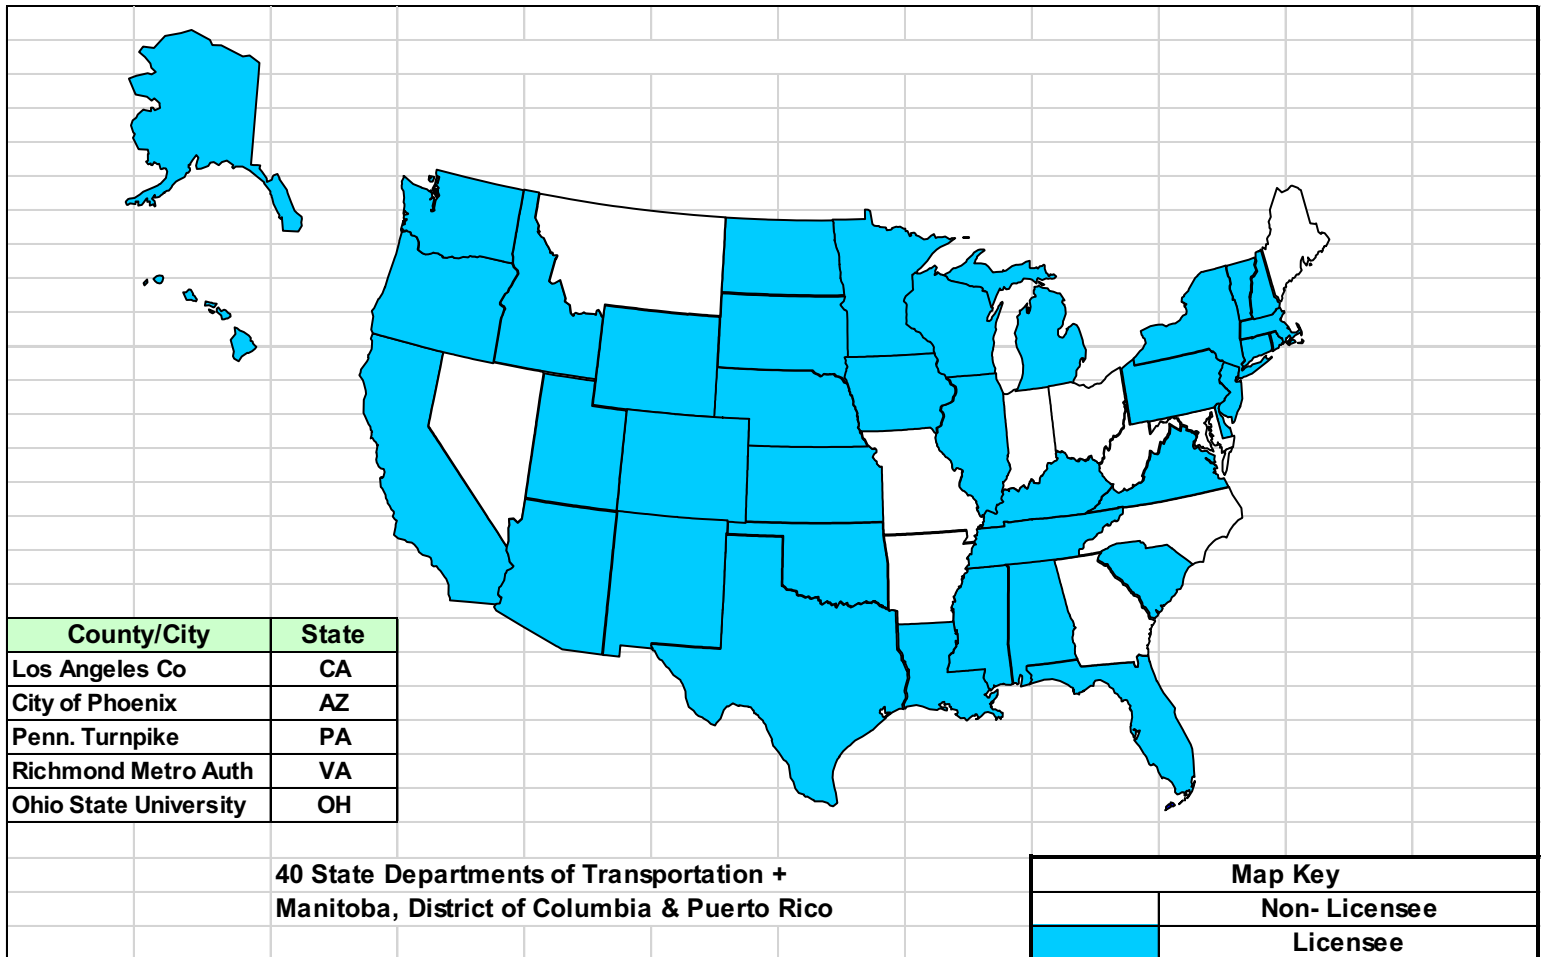 County/City State
Los Angeles Co CA
City of Phoenix AZ
Penn. Turnpike PA
Richmond Metro Auth VA
Ohio State University OH
40 State Departments of Transportation +
Manitoba, District of Columbia & Puerto Rico
Map Key
Non- Licensee
Licensee